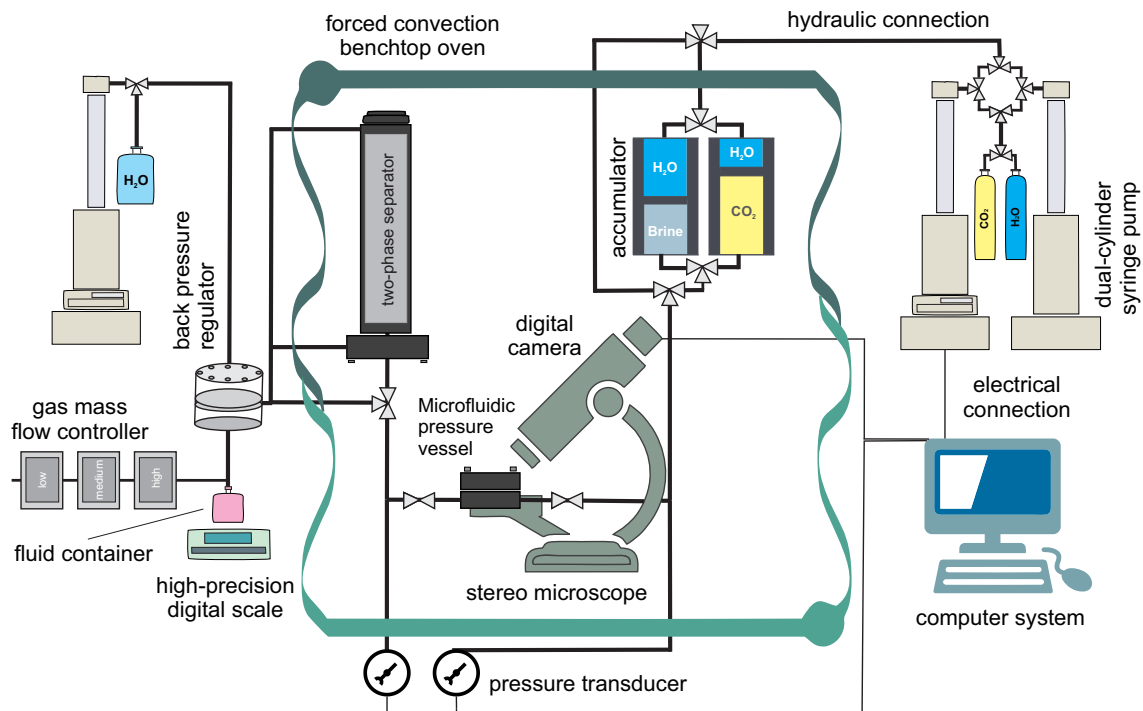 forced convection
benchtop oven
hydraulic connection
H₂O
back pressure
regulator
two-phase separator
accumulator
H₂O
Brine
H₂O
CO₂
CO₂
H₂O
dual-cylinder
syringe pump
digital
camera
Microfluidic
pressure
vessel
electrical
connection
gas mass
flow controller
low
medium
high
fluid container
high-precision
digital scale
stereo microscope
computer system
pressure transducer